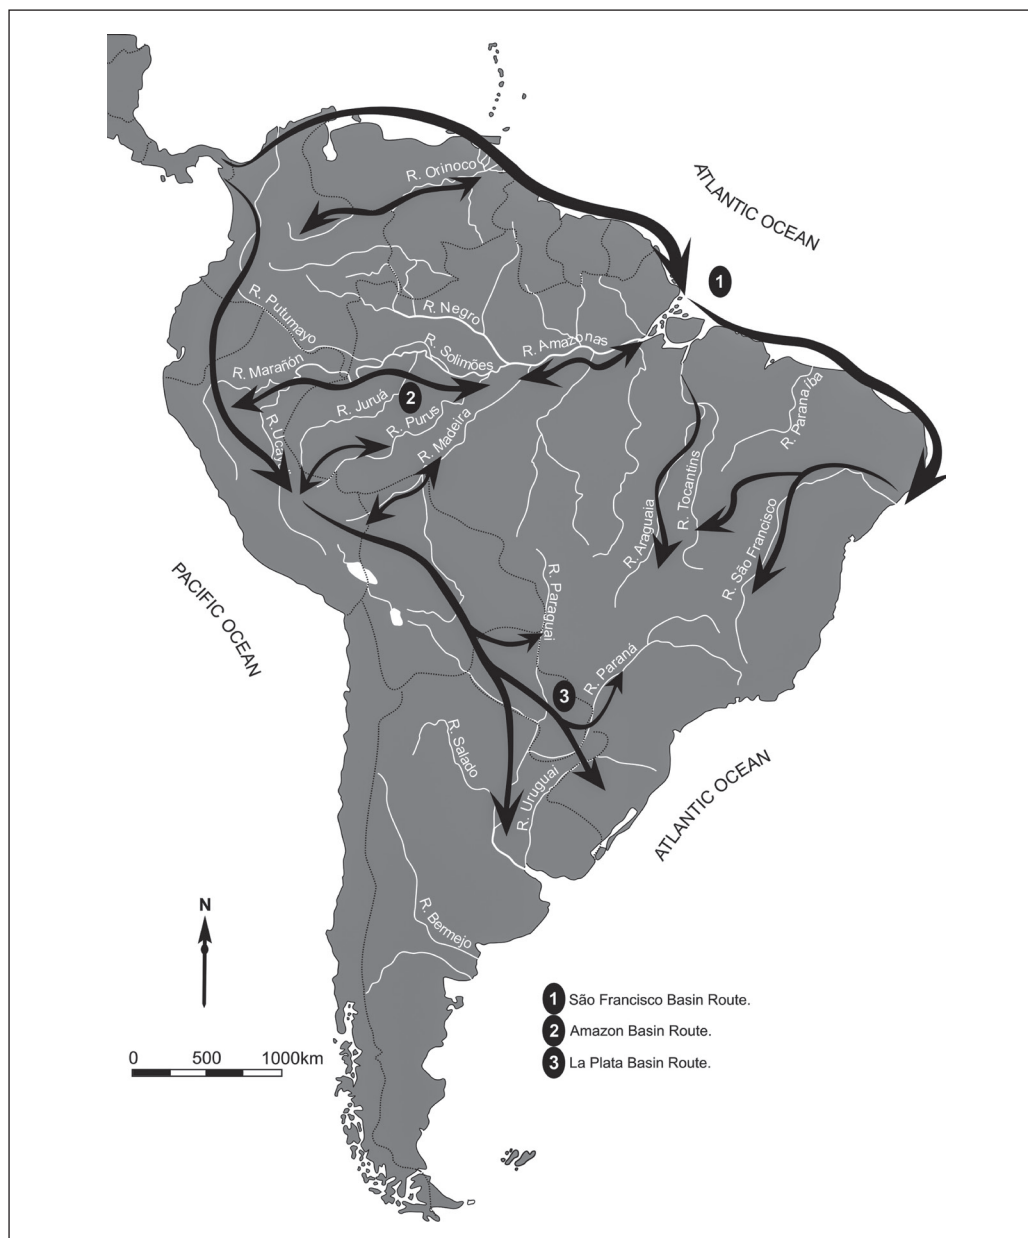 ATLANTIC OCEAN
R. Orinoco
1
R. Putumayo
R. Negro
R. Solimões
R. Amazonas
R. Marañón
2
R. Juruá
R. Purus
R. Madeira
R. Ucay
R. Paranaíba
R. Araguaia
R. Tocantins
R. São Francisco
PACIFIC OCEAN
R. Paraguai
3
R. Paraná
R. Salado
R. Uruguai
ATLANTIC OCEAN
N
R. Bermejo
1 São Francisco Basin Route.
2 Amazon Basin Route.
3 La Plata Basin Route.
0 500 1000km